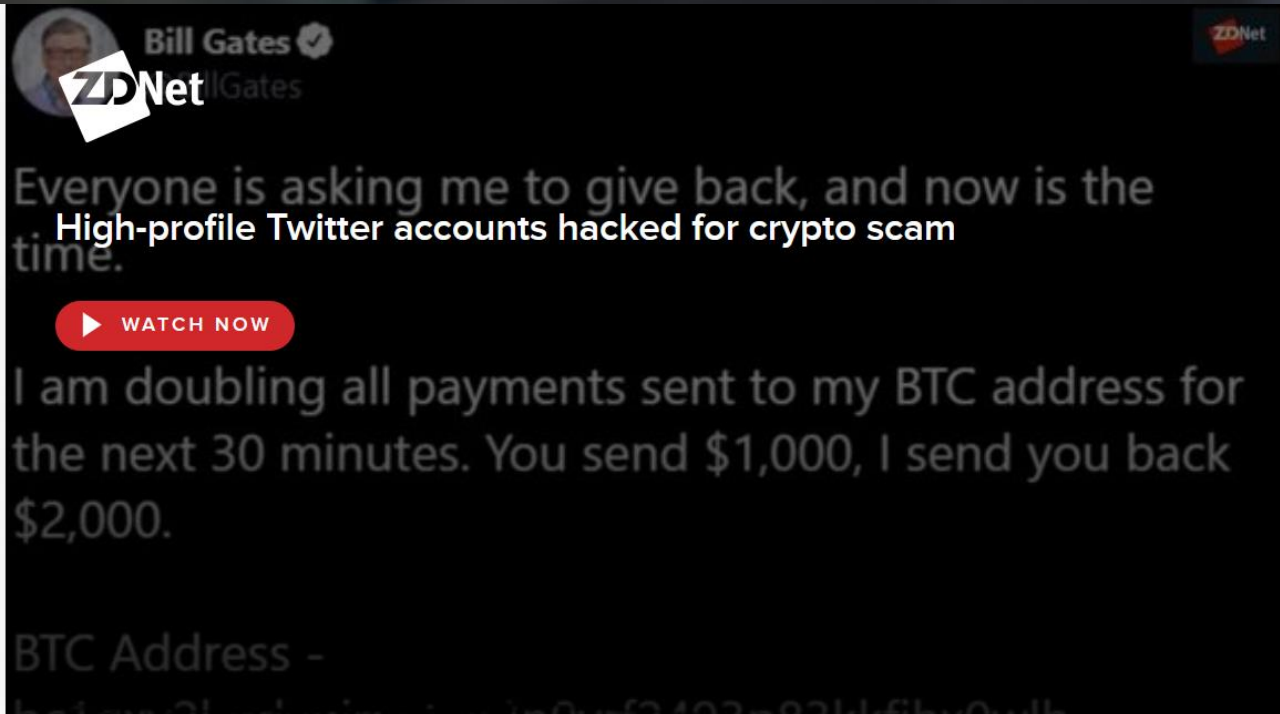 Bill Gates
ZDNet
ZDNet
Everyone is asking me to give back, and now is the
High-profile Twitter accounts hacked for crypto scam
time.
WATCH NOW
I am doubling all payments sent to my BTC address for
the next 30 minutes. You send $1,000, I send you back
$2,000.
BTC Address -